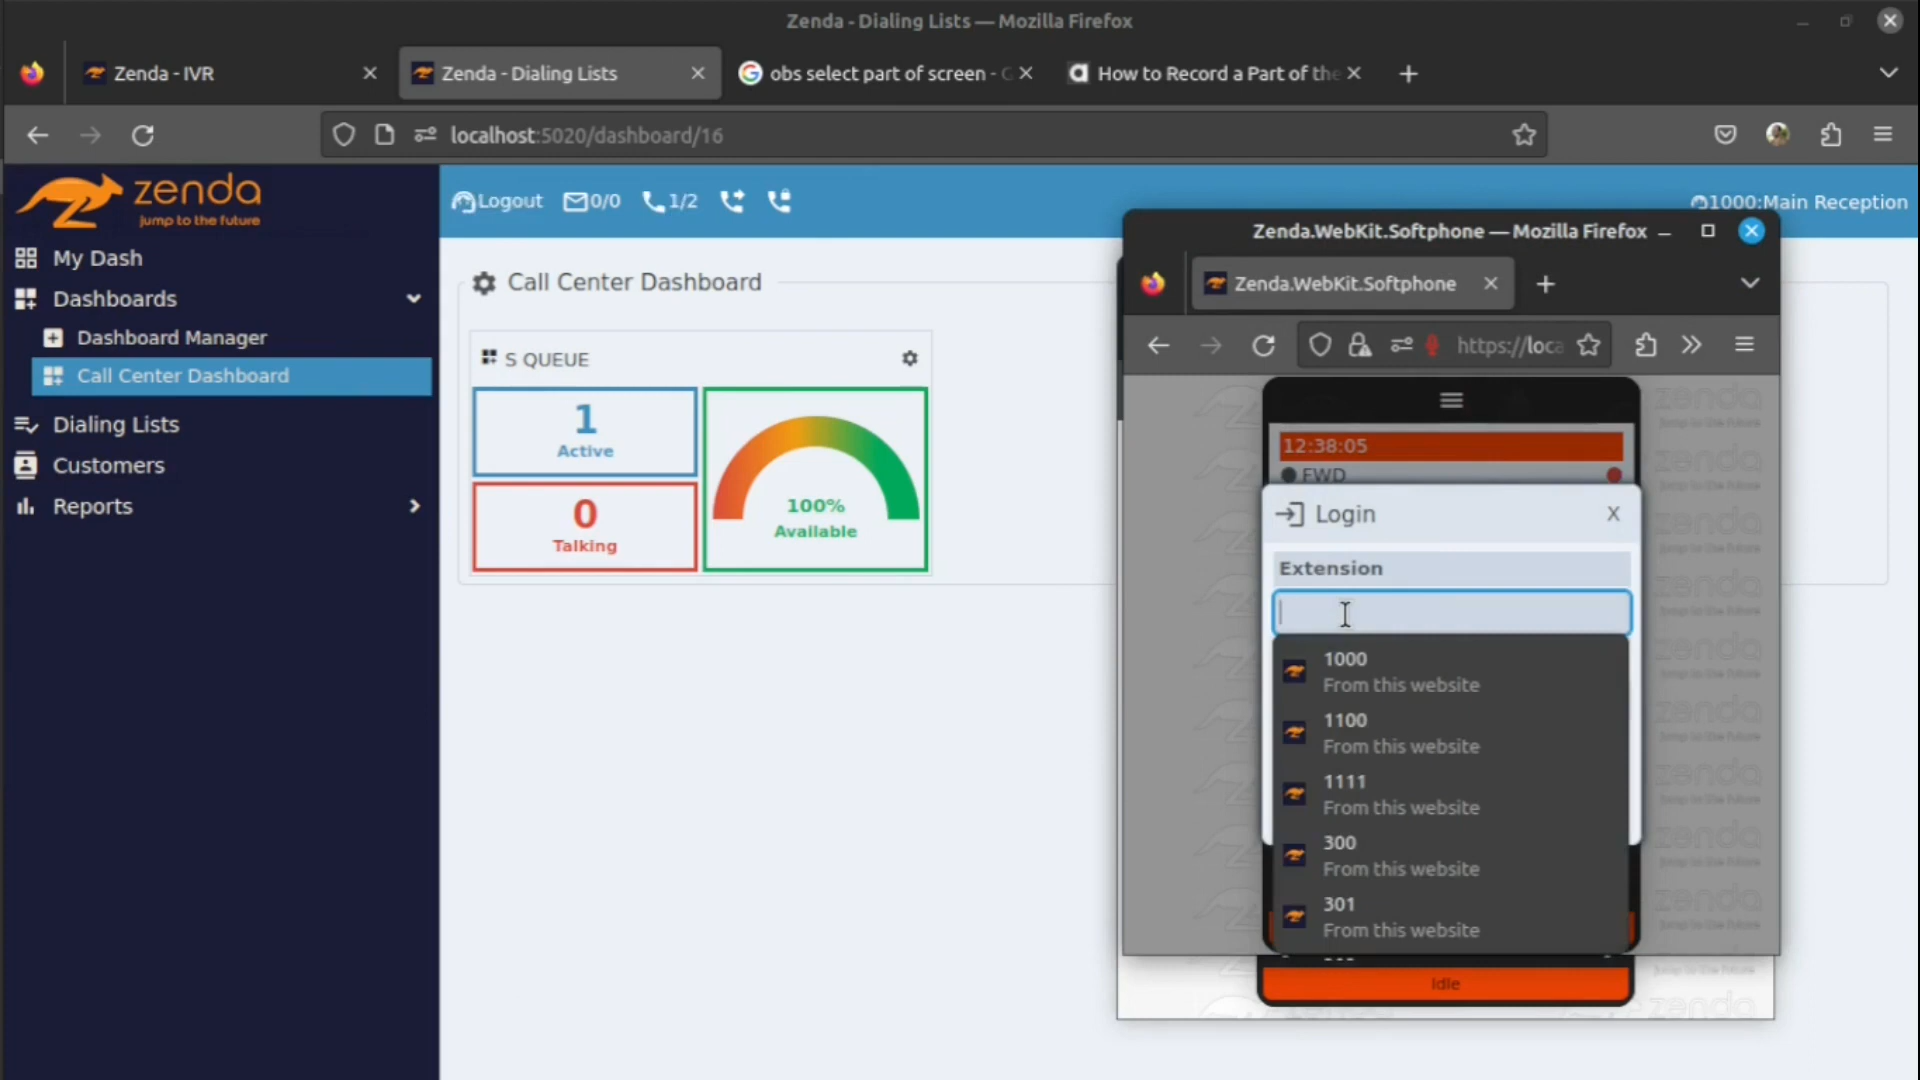 Zenda - Dialing Lists — Mozilla Firefox
Zenda - IVR
Zenda - Dialing Lists
obs select part of screen - G
How to Record a Part of the
localhost:5020/dashboard/16
zenda
Jump to the future
Logout
0/0
1/2
1000:Main Reception
My Dash
Dashboards
Dashboard Manager
Call Center Dashboard
Dialing Lists
Customers
Reports
Call Center Dashboard
S QUEUE
1
Active
0
Talking
100%
Available
Zenda.WebKit.Softphone — Mozilla Firefox
Zenda.WebKit.Softphone
https://loca
12:38:05
FWD
Login
X
Extension
1000
From this website
1100
From this website
1111
From this website
300
From this website
301
From this website
Idle